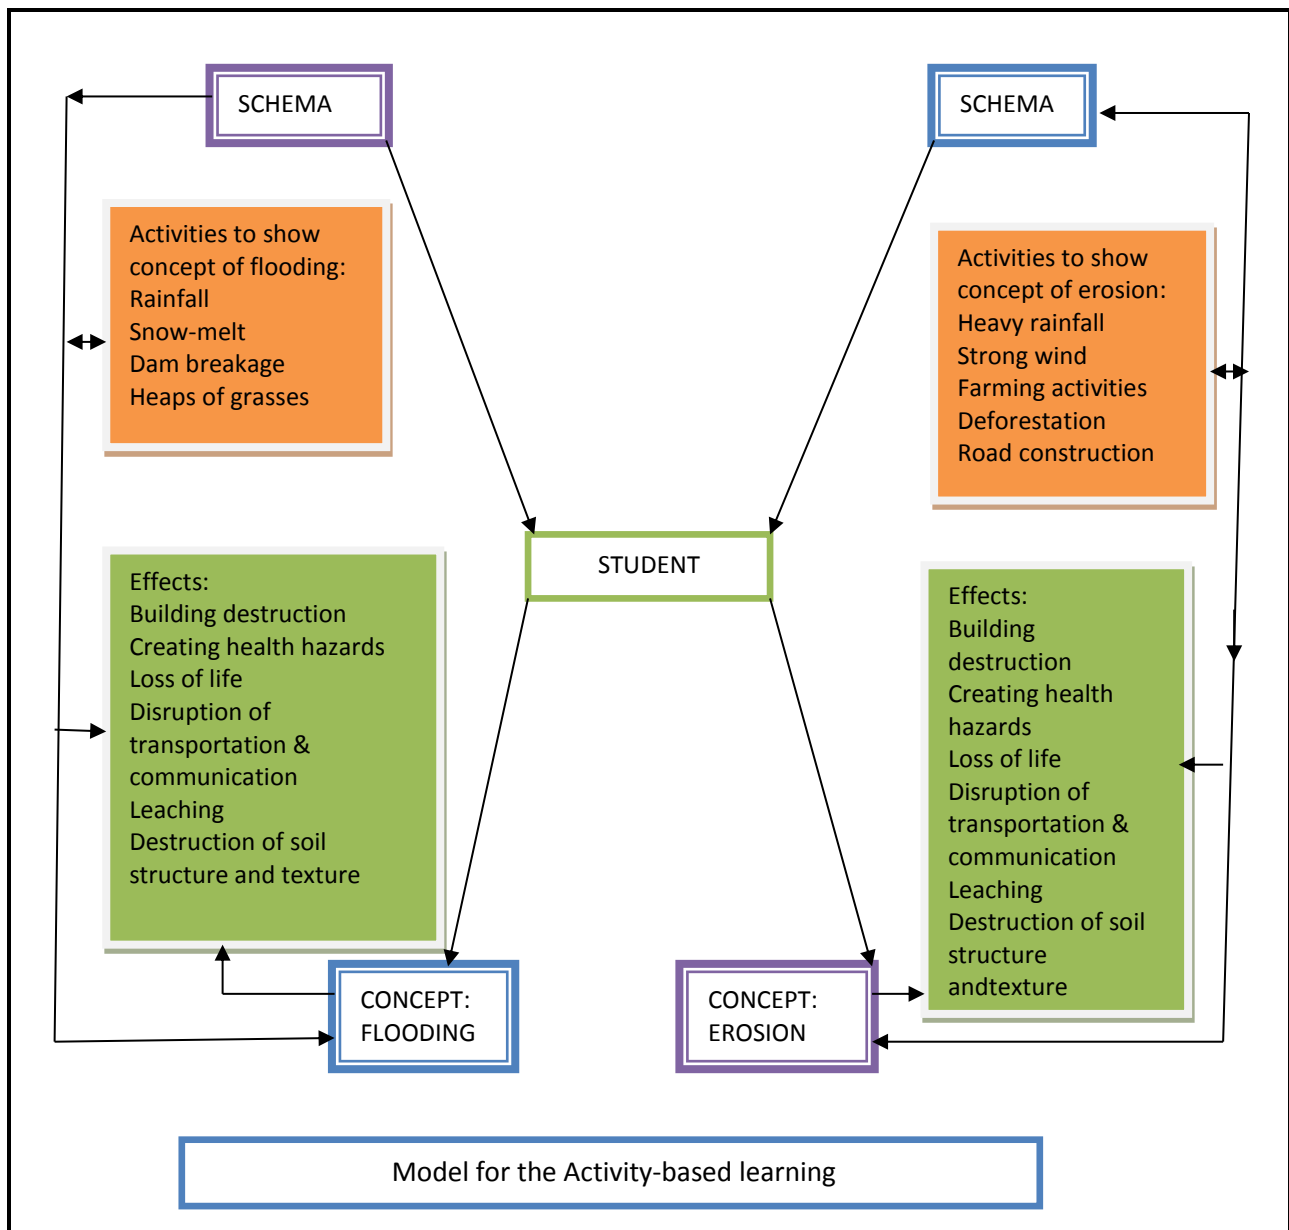 SCHEMA
SCHEMA
Activities to show
concept of flooding:
Rainfall
Snow-melt
Dam breakage
Heaps of grasses
Activities to show
concept of erosion:
Heavy rainfall
Strong wind
Farming activities
Deforestation
Road construction
STUDENT
Effects:
Building destruction
Creating health hazards
Loss of life
Disruption of
transportation &
communication
Leaching
Destruction of soil
structure and texture
Effects:
Building
destruction
Creating health
hazards
Loss of life
Disruption of
transportation &
communication
Leaching
Destruction of soil
structure
andtexture
CONCEPT:
FLOODING
CONCEPT:
EROSION
Model for the Activity-based learning